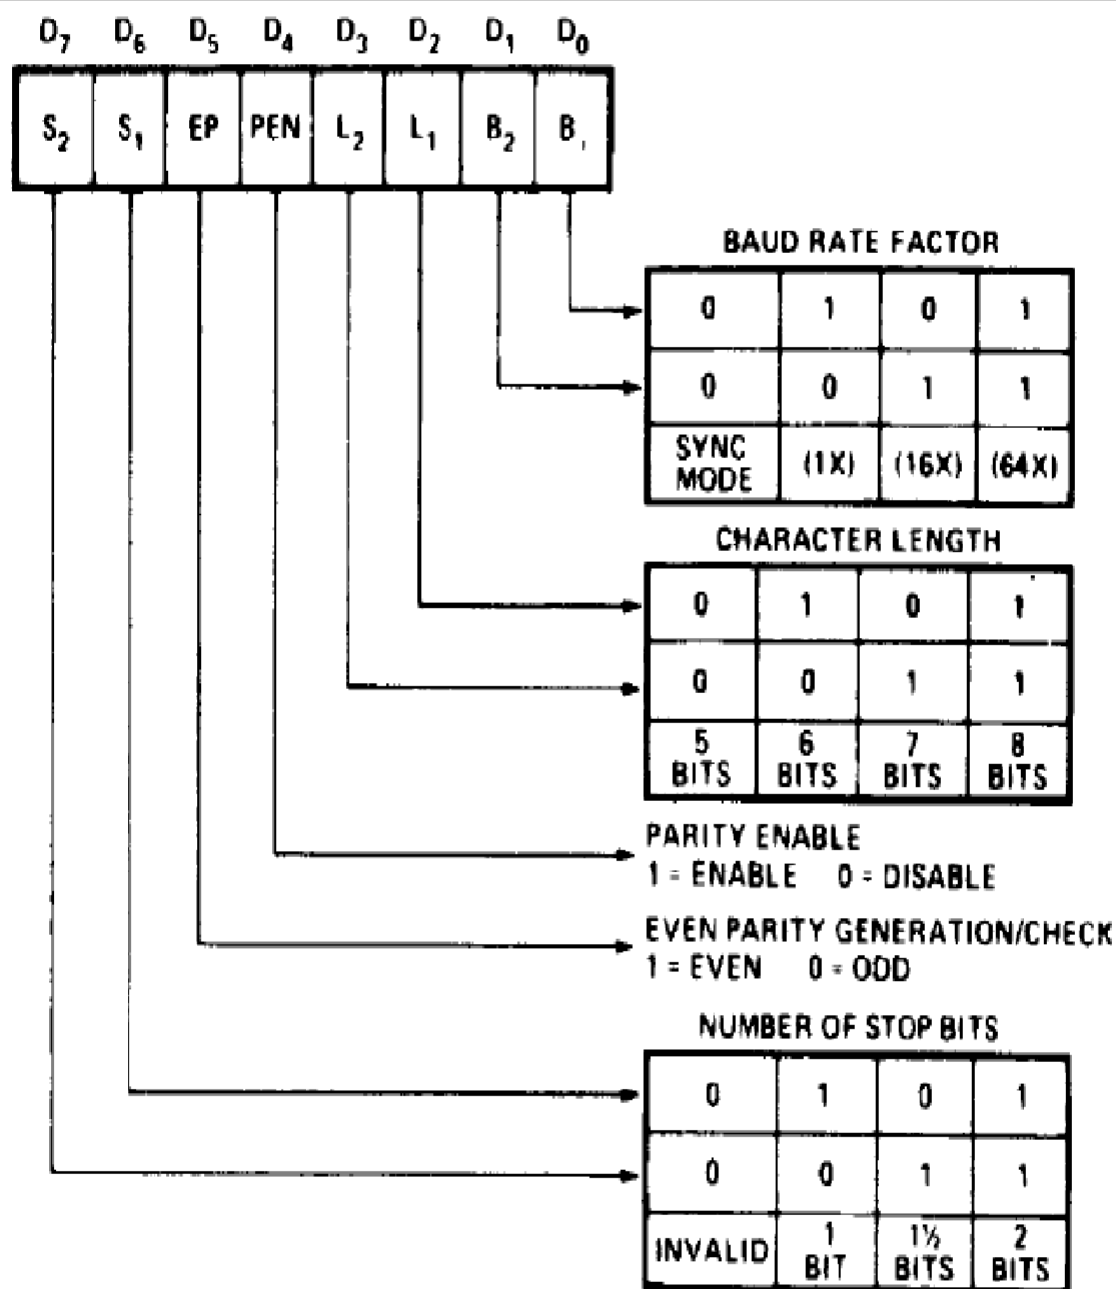 D₇ D₆ D₅ D₄ D₃ D₂ D₁ D₀
S₂ S₁ EP PEN L₂ L₁ B₂ B₁
BAUD RATE FACTOR
0 1 0 1
0 0 1 1
SYNC MODE (1X) (16X) (64X)
CHARACTER LENGTH
0 1 0 1
0 0 1 1
5 6 7 8
BITS BITS BITS BITS
PARITY ENABLE
1 = ENABLE 0 = DISABLE
EVEN PARITY GENERATION/CHECK
1 = EVEN 0 = ODD
NUMBER OF STOP BITS
0 1 0 1
0 0 1 1
INVALID 1 1½ 2
BIT BITS BITS